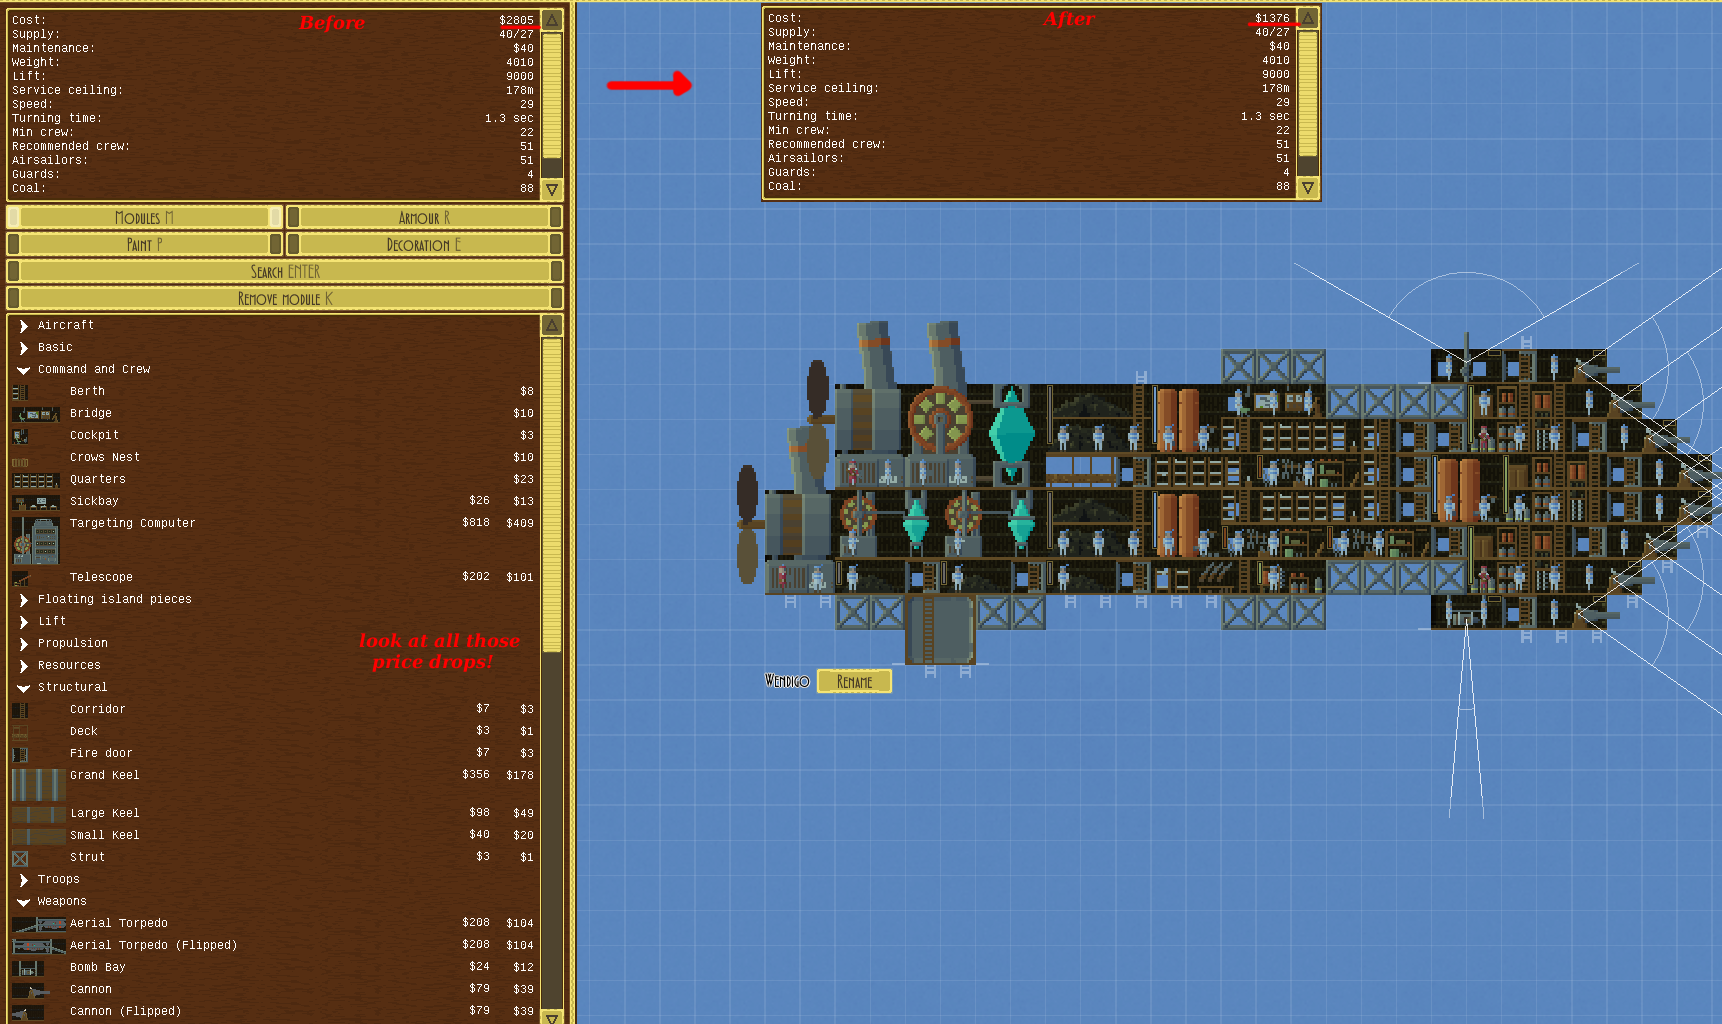 Before
Cost: $2805
Supply: 40/27
Maintenance: $40
Weight: 4010
Lift: 9000
Service ceiling: 178m
Speed: 29
Turning time: 1.3 sec
Min crew: 22
Recommended crew: 51
Airsailors: 51
Guards: 4
Coal: 88
After
Cost: $1376
Supply: 40/27
Maintenance: $40
Weight: 4010
Lift: 9000
Service ceiling: 178m
Speed: 29
Turning time: 1.3 sec
Min crew: 22
Recommended crew: 51
Airsailors: 51
Guards: 4
Coal: 88
Modules M
Armour R
Paint P
Decoration E
Search ENTER
Remove module K
Aircraft
Basic
Command and Crew
Berth $8
Bridge $10
Cockpit $3
Crows Nest $10
Quarters $23
Sickbay $26 $13
Targeting Computer $818 $409
Telescope $202 $101
Floating island pieces
Lift
Propulsion
Resources
look at all those
price drops!
Structural
Corridor $7 $3
Deck $3 $1
Fire door $7 $3
Grand Keel $356 $178
Large Keel $98 $49
Small Keel $40 $20
Strut $3 $1
Troops
Weapons
Aerial Torpedo $208 $104
Aerial Torpedo (Flipped) $208 $104
Bomb Bay $24 $12
Cannon $79 $39
Cannon (Flipped) $79 $39
Wendigo
Rename